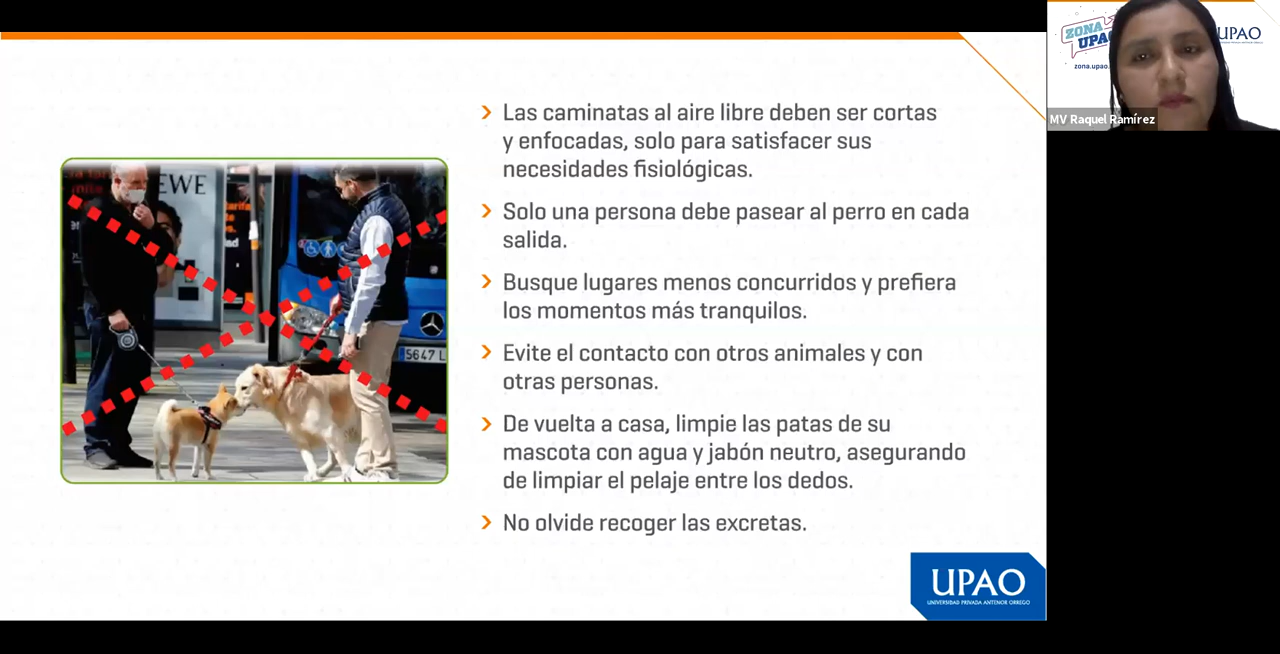 Las caminatas al aire libre deben ser cortas
y enfocadas, solo para satisfacer sus
necesidades fisiológicas.
Solo una persona debe pasear al perro en cada
salida.
Busque lugares menos concurridos y prefiera
los momentos más tranquilos.
Evite el contacto con otros animales y con
otras personas.
De vuelta a casa, limpie las patas de su
mascota con agua y jabón neutro, asegurando
de limpiar el pelaje entre los dedos.
No olvide recoger las excretas.
UPAO
UNIVERSIDAD PRIVADA ANTENOR ORREGO
EWE
5647 L
ZONA
UPAO
zona.upao.
UPAO
MV Raquel Ramírez